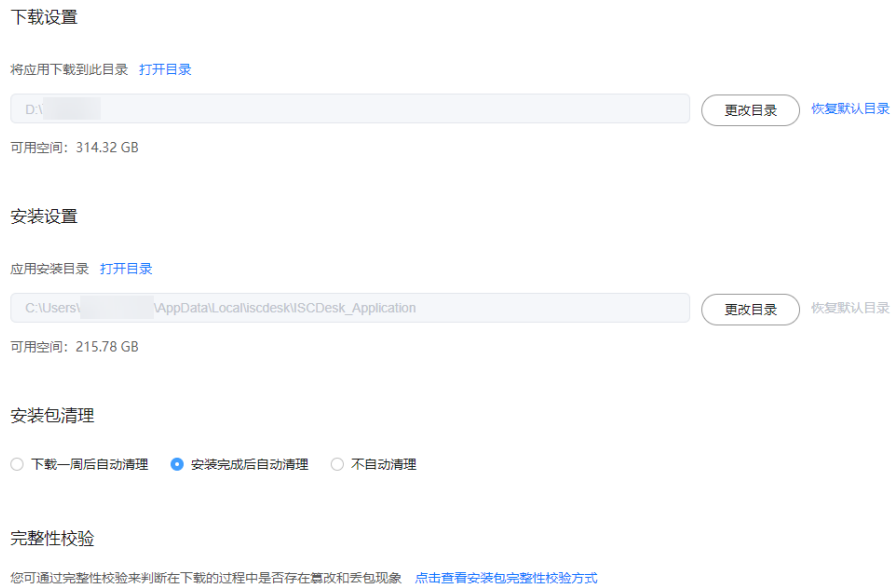 下载设置
将应用下载到此目录 打开目录
D:\
更改目录 恢复默认目录
可用空间：314.32 GB
安装设置
应用安装目录 打开目录
C:\Users\ \AppData\Local\iscdesk\ISCDesk_Application
更改目录 恢复默认目录
可用空间：215.78 GB
安装包清理
下载一周后自动清理 安装完成后自动清理 不自动清理
完整性校验
您可通过完整性校验来判断在下载的过程中是否存在篡改和丢包现象 点击查看安装包完整性校验方式